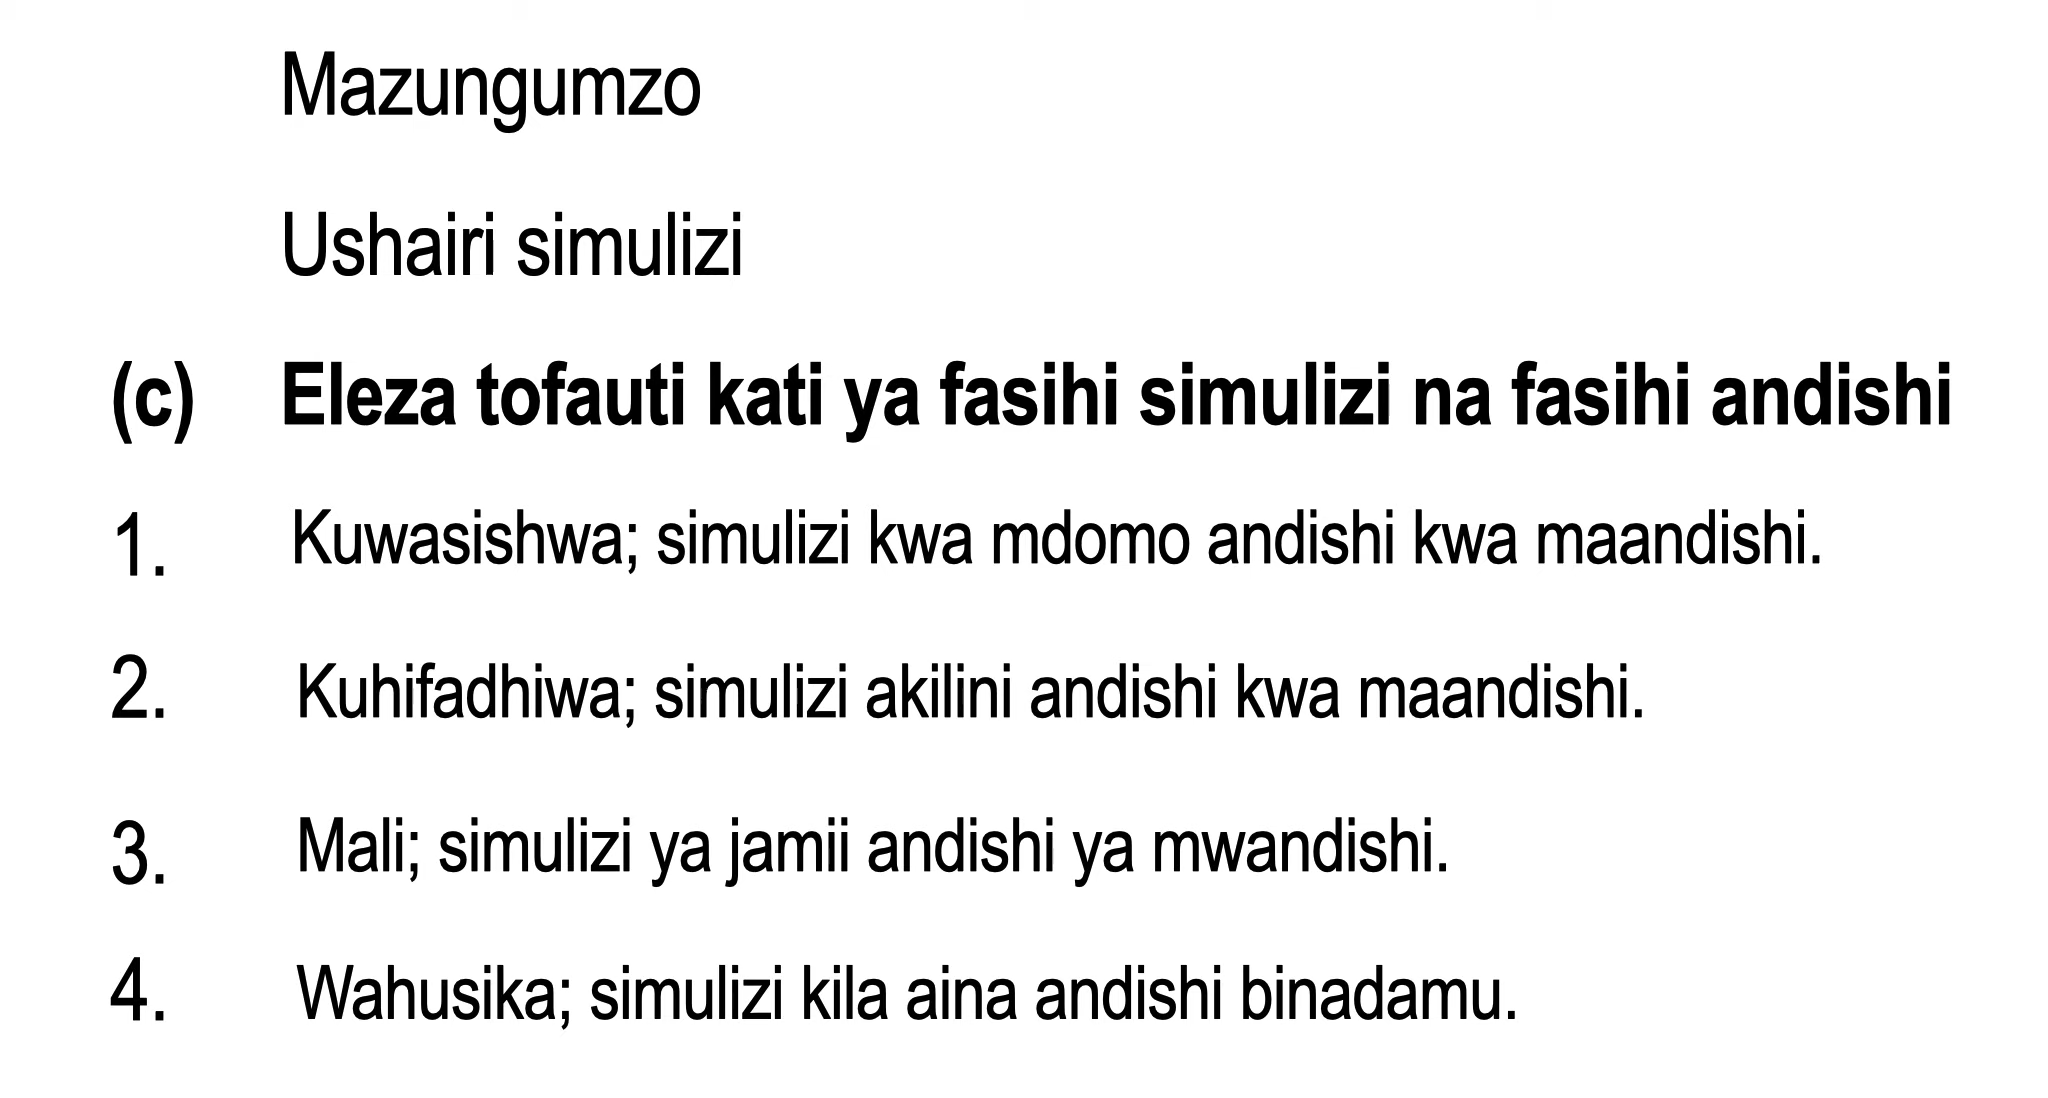 Mazungumzo
Ushairi simulizi
(c) Eleza tofauti kati ya fasihi simulizi na fasihi andishi
1. Kuwasishwa; simulizi kwa mdomo andishi kwa maandishi.
2. Kuhifadhiwa; simulizi akilini andishi kwa maandishi.
3. Mali; simulizi ya jamii andishi ya mwandishi.
4. Wahusika; simulizi kila aina andishi binadamu.